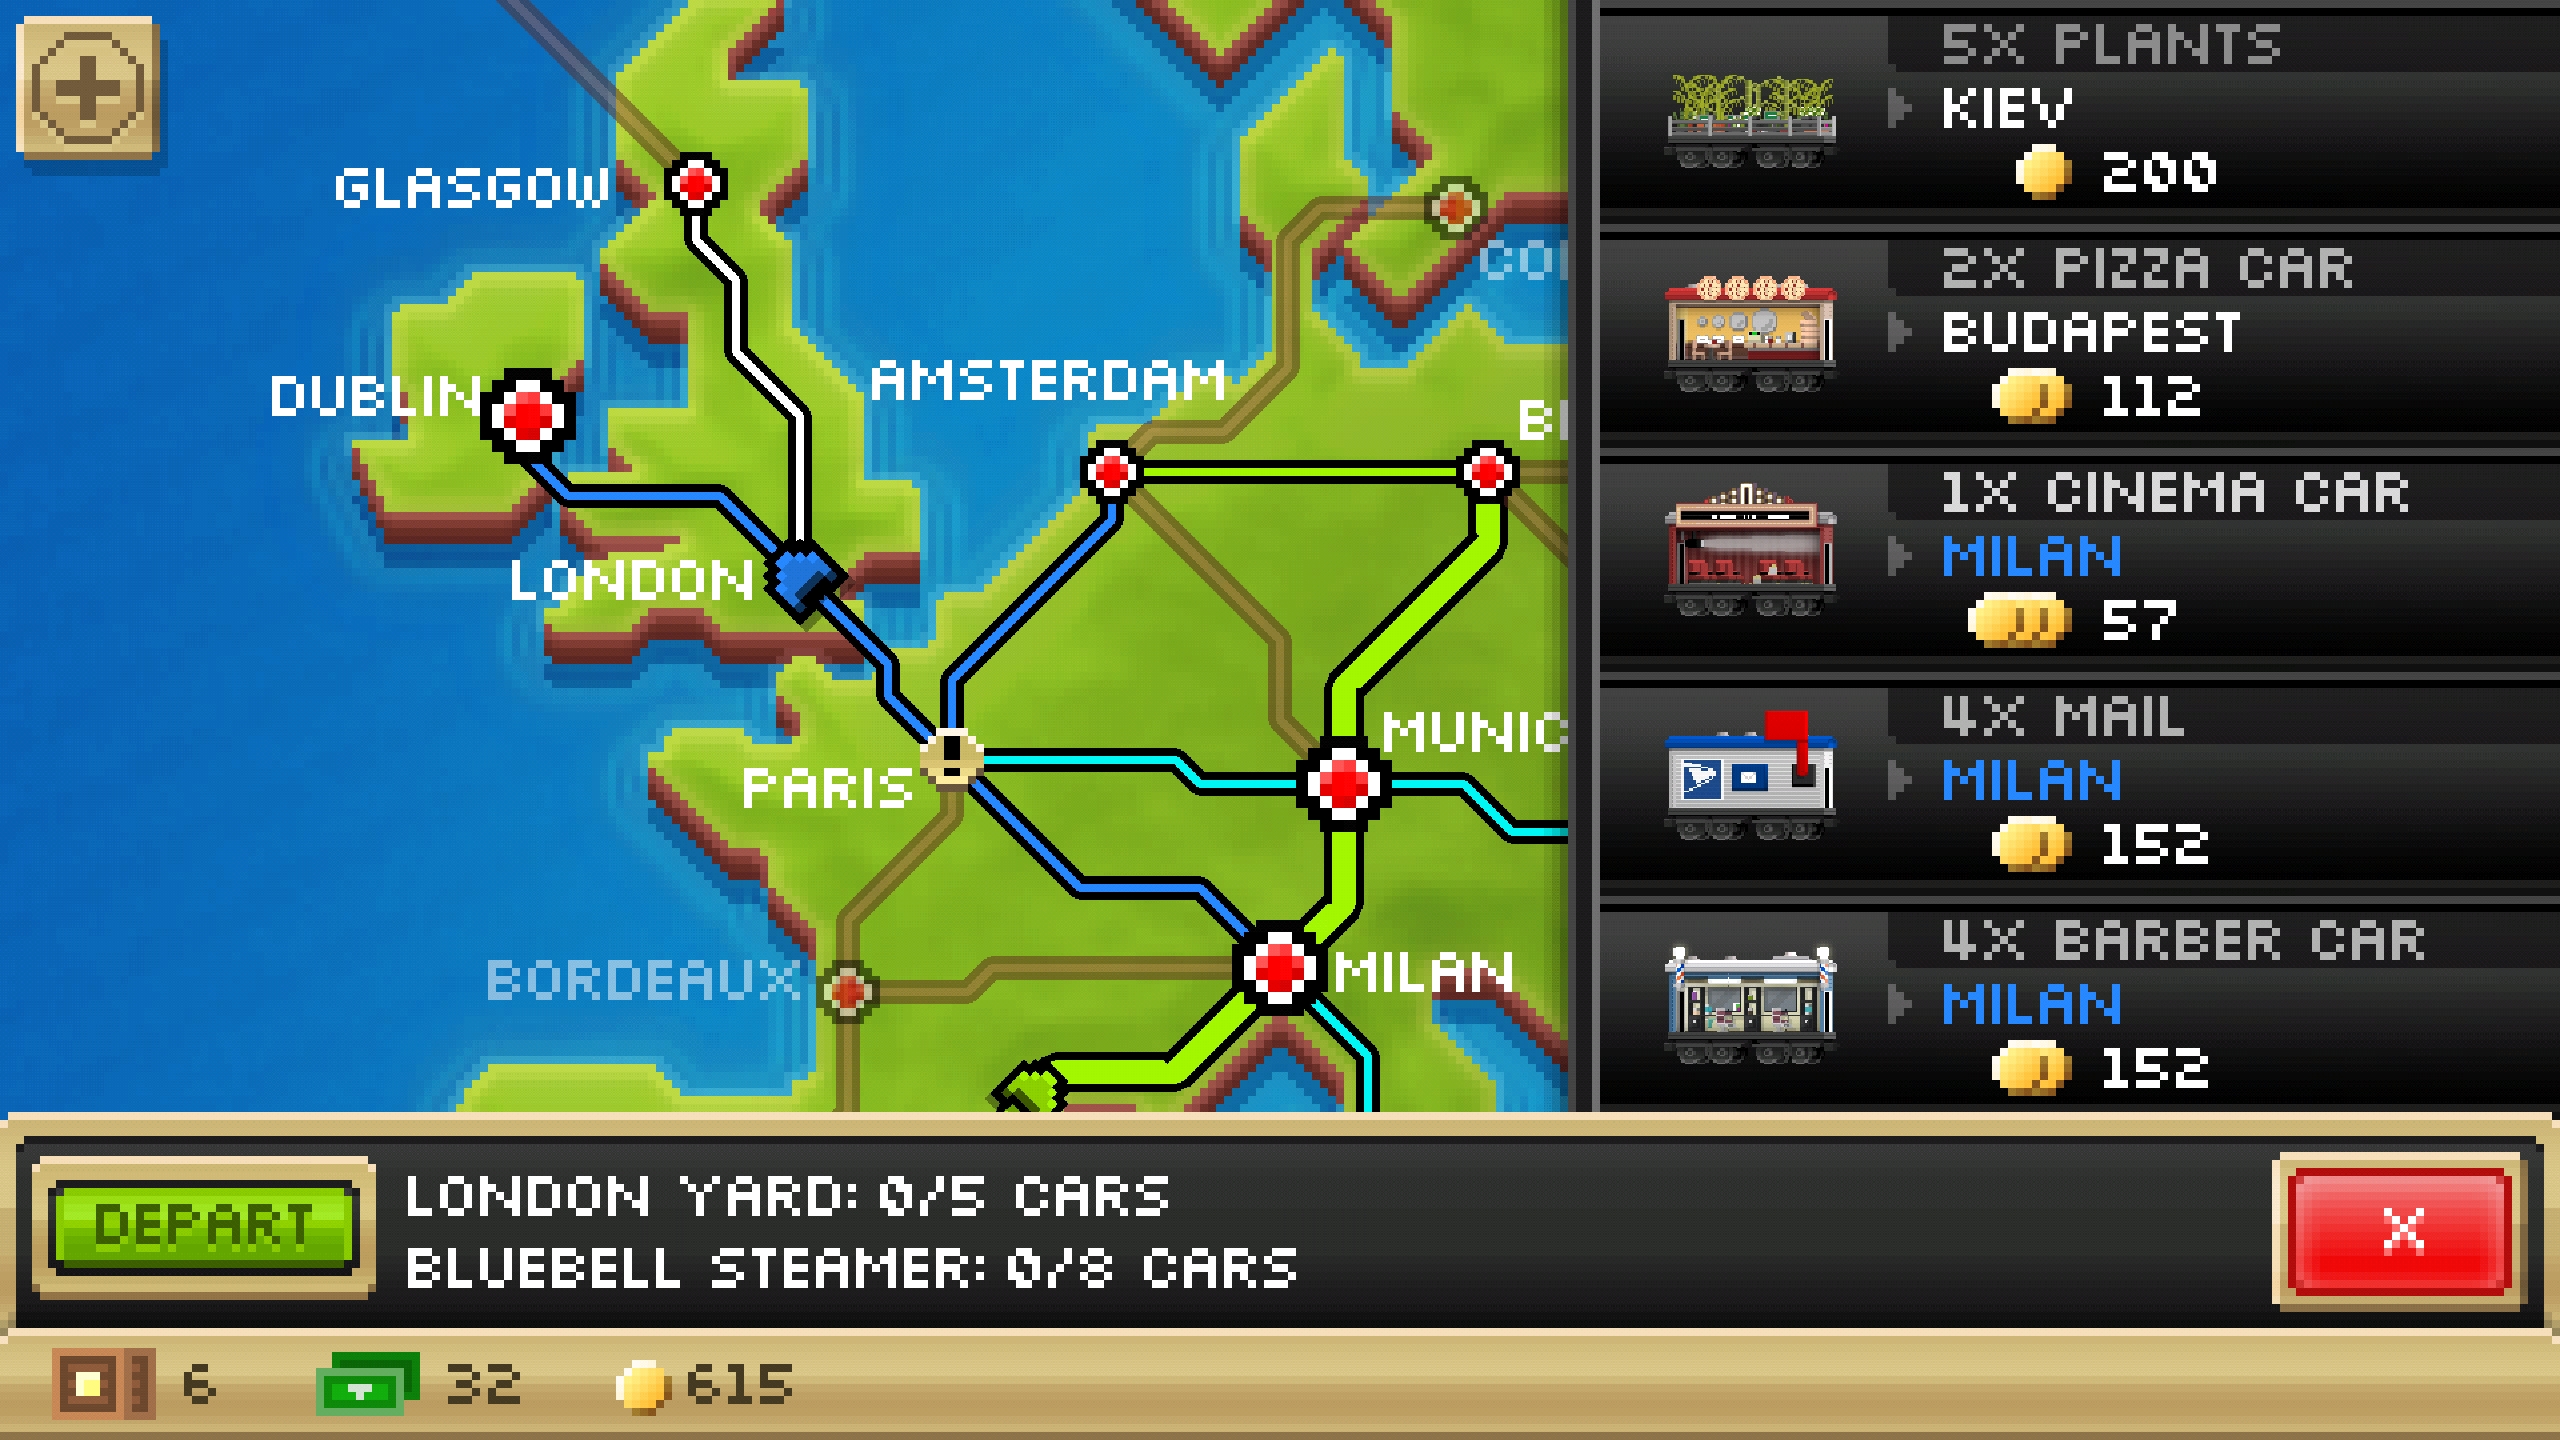 GLASGOW
DUBLIN
AMSTERDAM
LONDON
PARIS
BORDEAUX
MILAN
5X PLANTS
KIEV
200
2X PIZZA CAR
BUDAPEST
112
1X CINEMA CAR
MILAN
57
4X MAIL
MILAN
152
4X BARBER CAR
MILAN
152
DEPART
LONDON YARD: 0/5 CARS
BLUEBELL STEAMER: 0/8 CARS
X
6
32
615